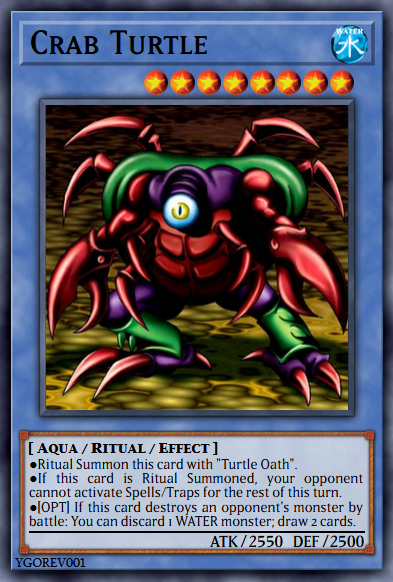 CRAB TURTLE
WATER
水
[ AQUA / RITUAL / EFFECT ]
●Ritual Summon this card with "Turtle Oath".
●If this card is Ritual Summoned, your opponent
cannot activate Spells/Traps for the rest of this turn.
●[OPT] If this card destroys an opponent's monster by
battle: You can discard 1 WATER monster; draw 2 cards.
ATK / 2550 DEF / 2500
YGOREV001